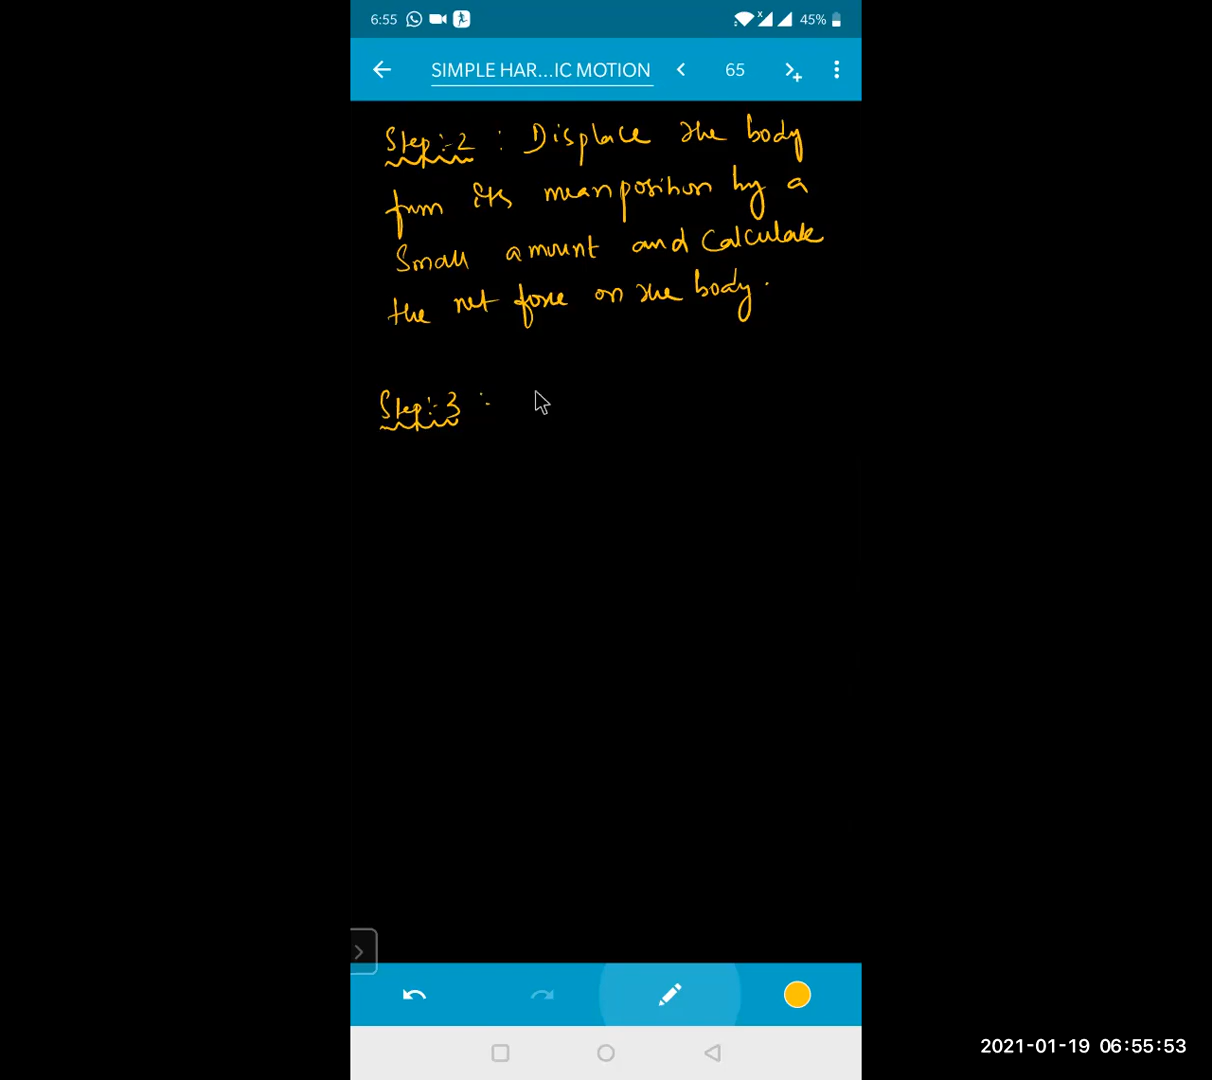 6:55 45%
SIMPLE HAR...IC MOTION 65
Step:-2 : Displace the body
from its mean position by a
small amount and calculate
the net force on the body.
Step:-3 :
2021-01-19 06:55:53